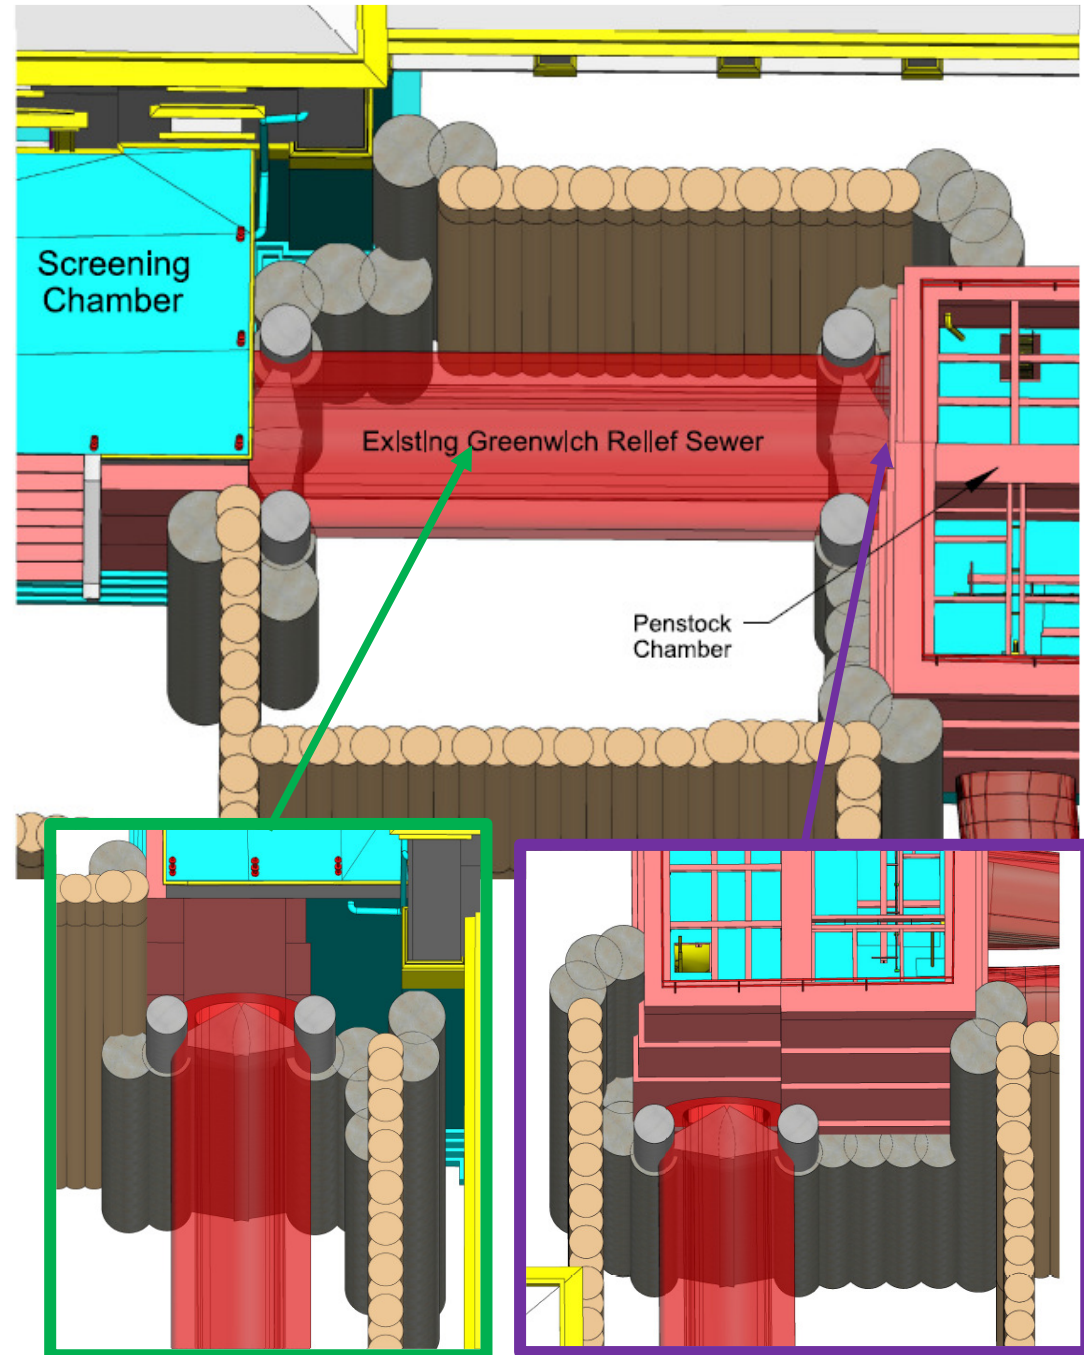 Screening
Chamber
Existing Greenwich Relief Sewer
Penstock
Chamber